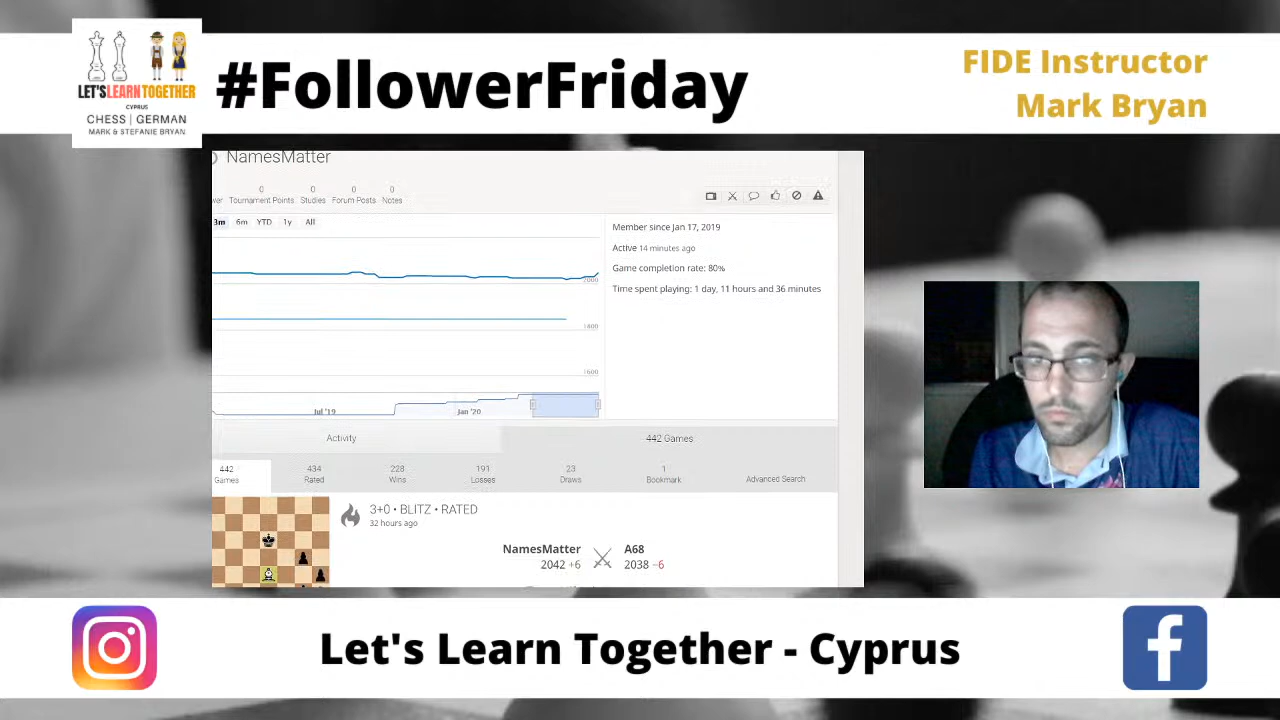 LET'S LEARN TOGETHER
CYPRUS
CHESS | GERMAN
MARK & STEFANIE BRYAN
#FollowerFriday
FIDE Instructor
Mark Bryan
NamesMatter
0 0 0 0
Tournament Points Studies Forum Posts Notes
3m 6m YTD 1y All
2000
1800
1600
Jul '19 Jan '20
Member since Jan 17, 2019
Active 14 minutes ago
Game completion rate: 80%
Time spent playing: 1 day, 11 hours and 36 minutes
Activity 442 Games
442 434 228 191 23 1
Games Rated Wins Losses Draws Bookmark Advanced Search
3+0 • BLITZ • RATED
32 hours ago
NamesMatter A68
2042 +6 2038 −6
Let's Learn Together - Cyprus